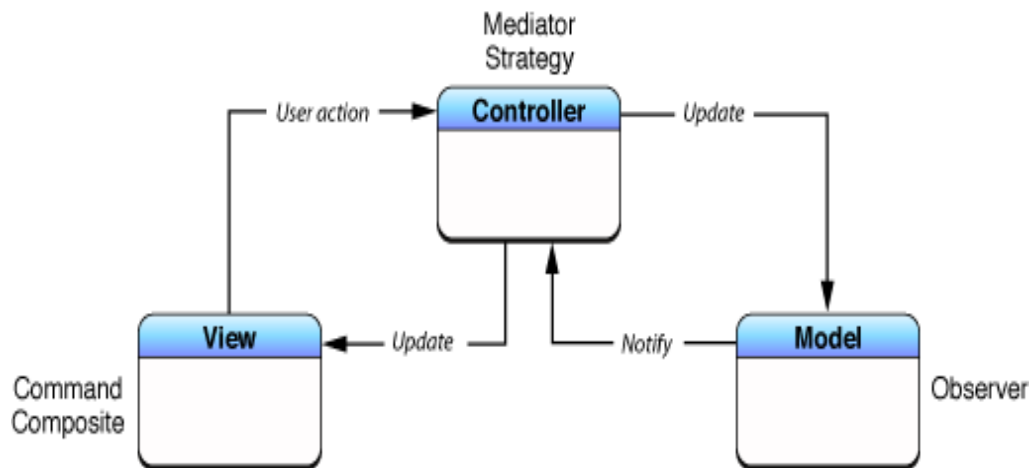 Mediator
Strategy
Controller
User action
Update
View
Update
Notify
Model
Command
Composite
Observer